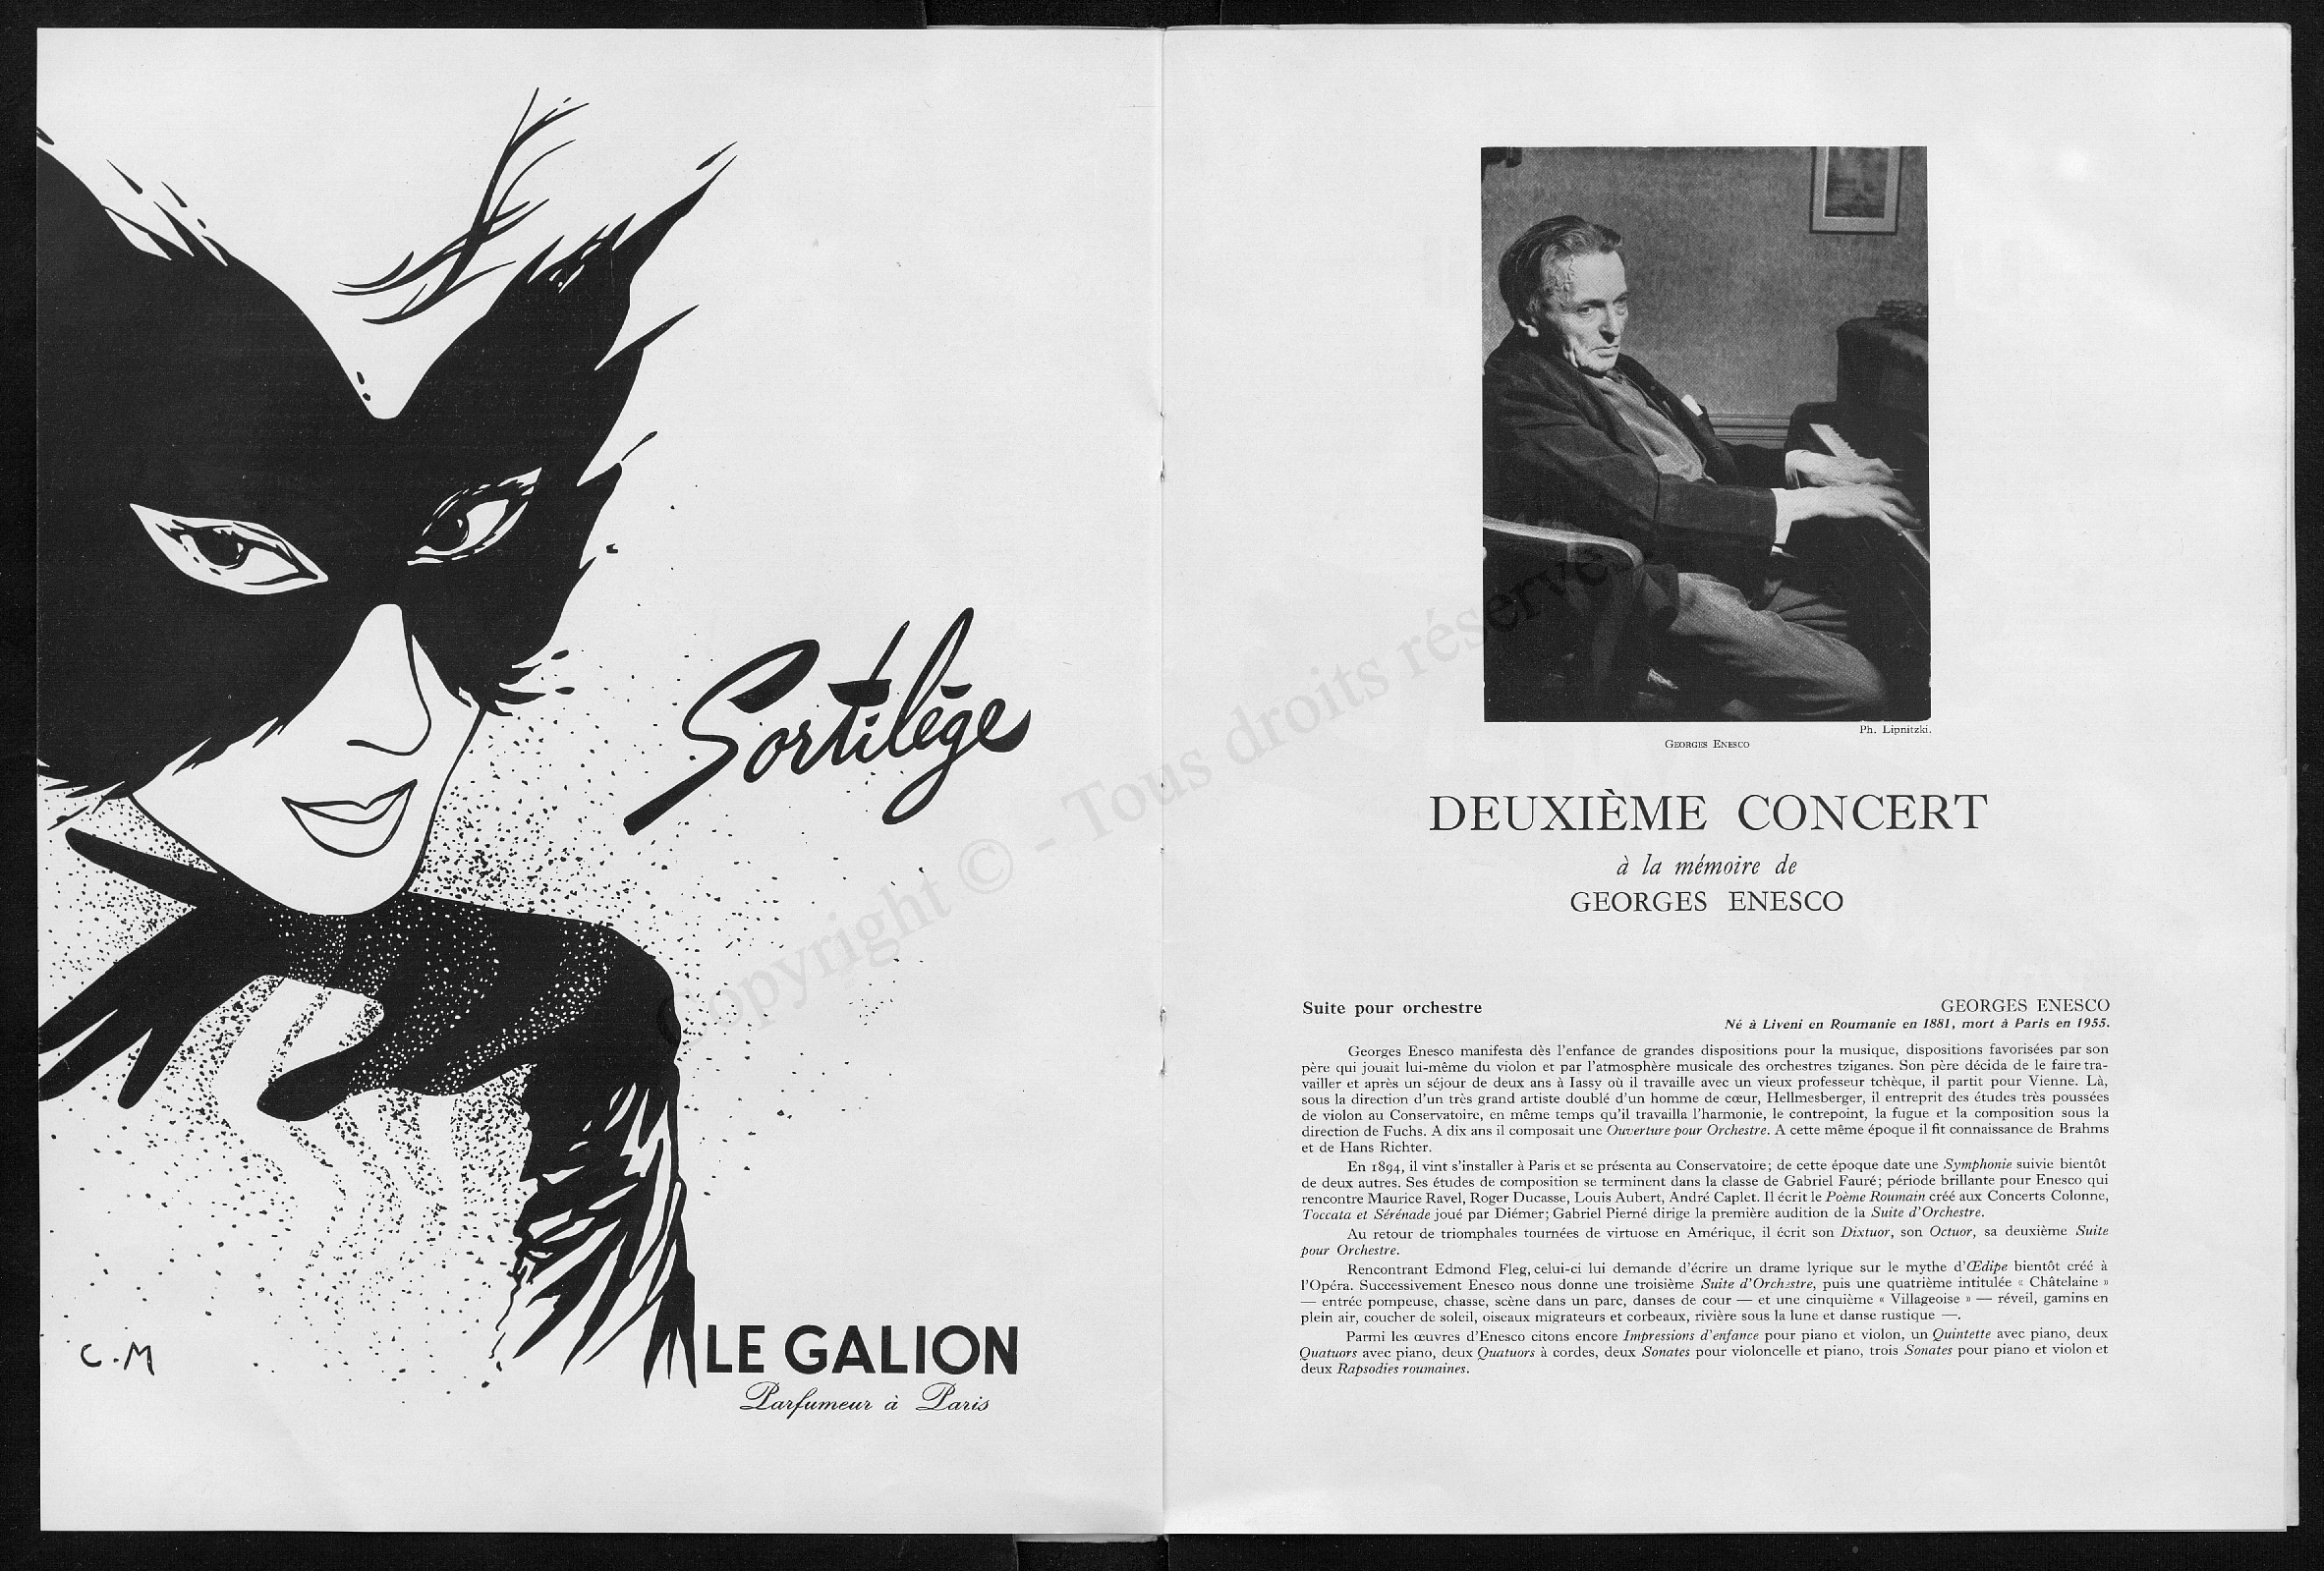 Sortilège
C.M
LE GALION
Parfumeur à Paris
Copyright © - Tous droits réservés
Ph. Lipnitzki.
GEORGES ENESCO
DEUXIÈME CONCERT
à la mémoire de
GEORGES ENESCO
Suite pour orchestre GEORGES ENESCO
Né à Liveni en Roumanie en 1881, mort à Paris en 1955.
Georges Enesco manifesta dès l'enfance de grandes dispositions pour la musique, dispositions favorisées par son
père qui jouait lui-même du violon et par l'atmosphère musicale des orchestres tziganes. Son père décida de le faire tra-
vailler et après un séjour de deux ans à Iassy où il travaille avec un vieux professeur tchèque, il partit pour Vienne. Là,
sous la direction d'un très grand artiste doublé d'un homme de cœur, Hellmesberger, il entreprit des études très poussées
de violon au Conservatoire, en même temps qu'il travailla l'harmonie, le contrepoint, la fugue et la composition sous la
direction de Fuchs. A dix ans il composait une Ouverture pour Orchestre. A cette même époque il fit connaissance de Brahms
et de Hans Richter.
En 1894, il vint s'installer à Paris et se présenta au Conservatoire; de cette époque date une Symphonie suivie bientôt
de deux autres. Ses études de composition se terminent dans la classe de Gabriel Fauré; période brillante pour Enesco qui
rencontre Maurice Ravel, Roger Ducasse, Louis Aubert, André Caplet. Il écrit le Poème Roumain créé aux Concerts Colonne,
Toccata et Sérénade joué par Diémer; Gabriel Pierné dirige la première audition de la Suite d'Orchestre.
Au retour de triomphales tournées de virtuose en Amérique, il écrit son Dixtuor, son Octuor, sa deuxième Suite
pour Orchestre.
Rencontrant Edmond Fleg, celui-ci lui demande d'écrire un drame lyrique sur le mythe d'Œdipe bientôt créé à
l'Opéra. Successivement Enesco nous donne une troisième Suite d'Orchestre, puis une quatrième intitulée « Châtelaine »
— entrée pompeuse, chasse, scène dans un parc, danses de cour — et une cinquième « Villageoise » — réveil, gamins en
plein air, coucher de soleil, oiseaux migrateurs et corbeaux, rivière sous la lune et danse rustique —.
Parmi les œuvres d'Enesco citons encore Impressions d'enfance pour piano et violon, un Quintette avec piano, deux
Quatuors avec piano, deux Quatuors à cordes, deux Sonates pour violoncelle et piano, trois Sonates pour piano et violon et
deux Rapsodies roumaines.